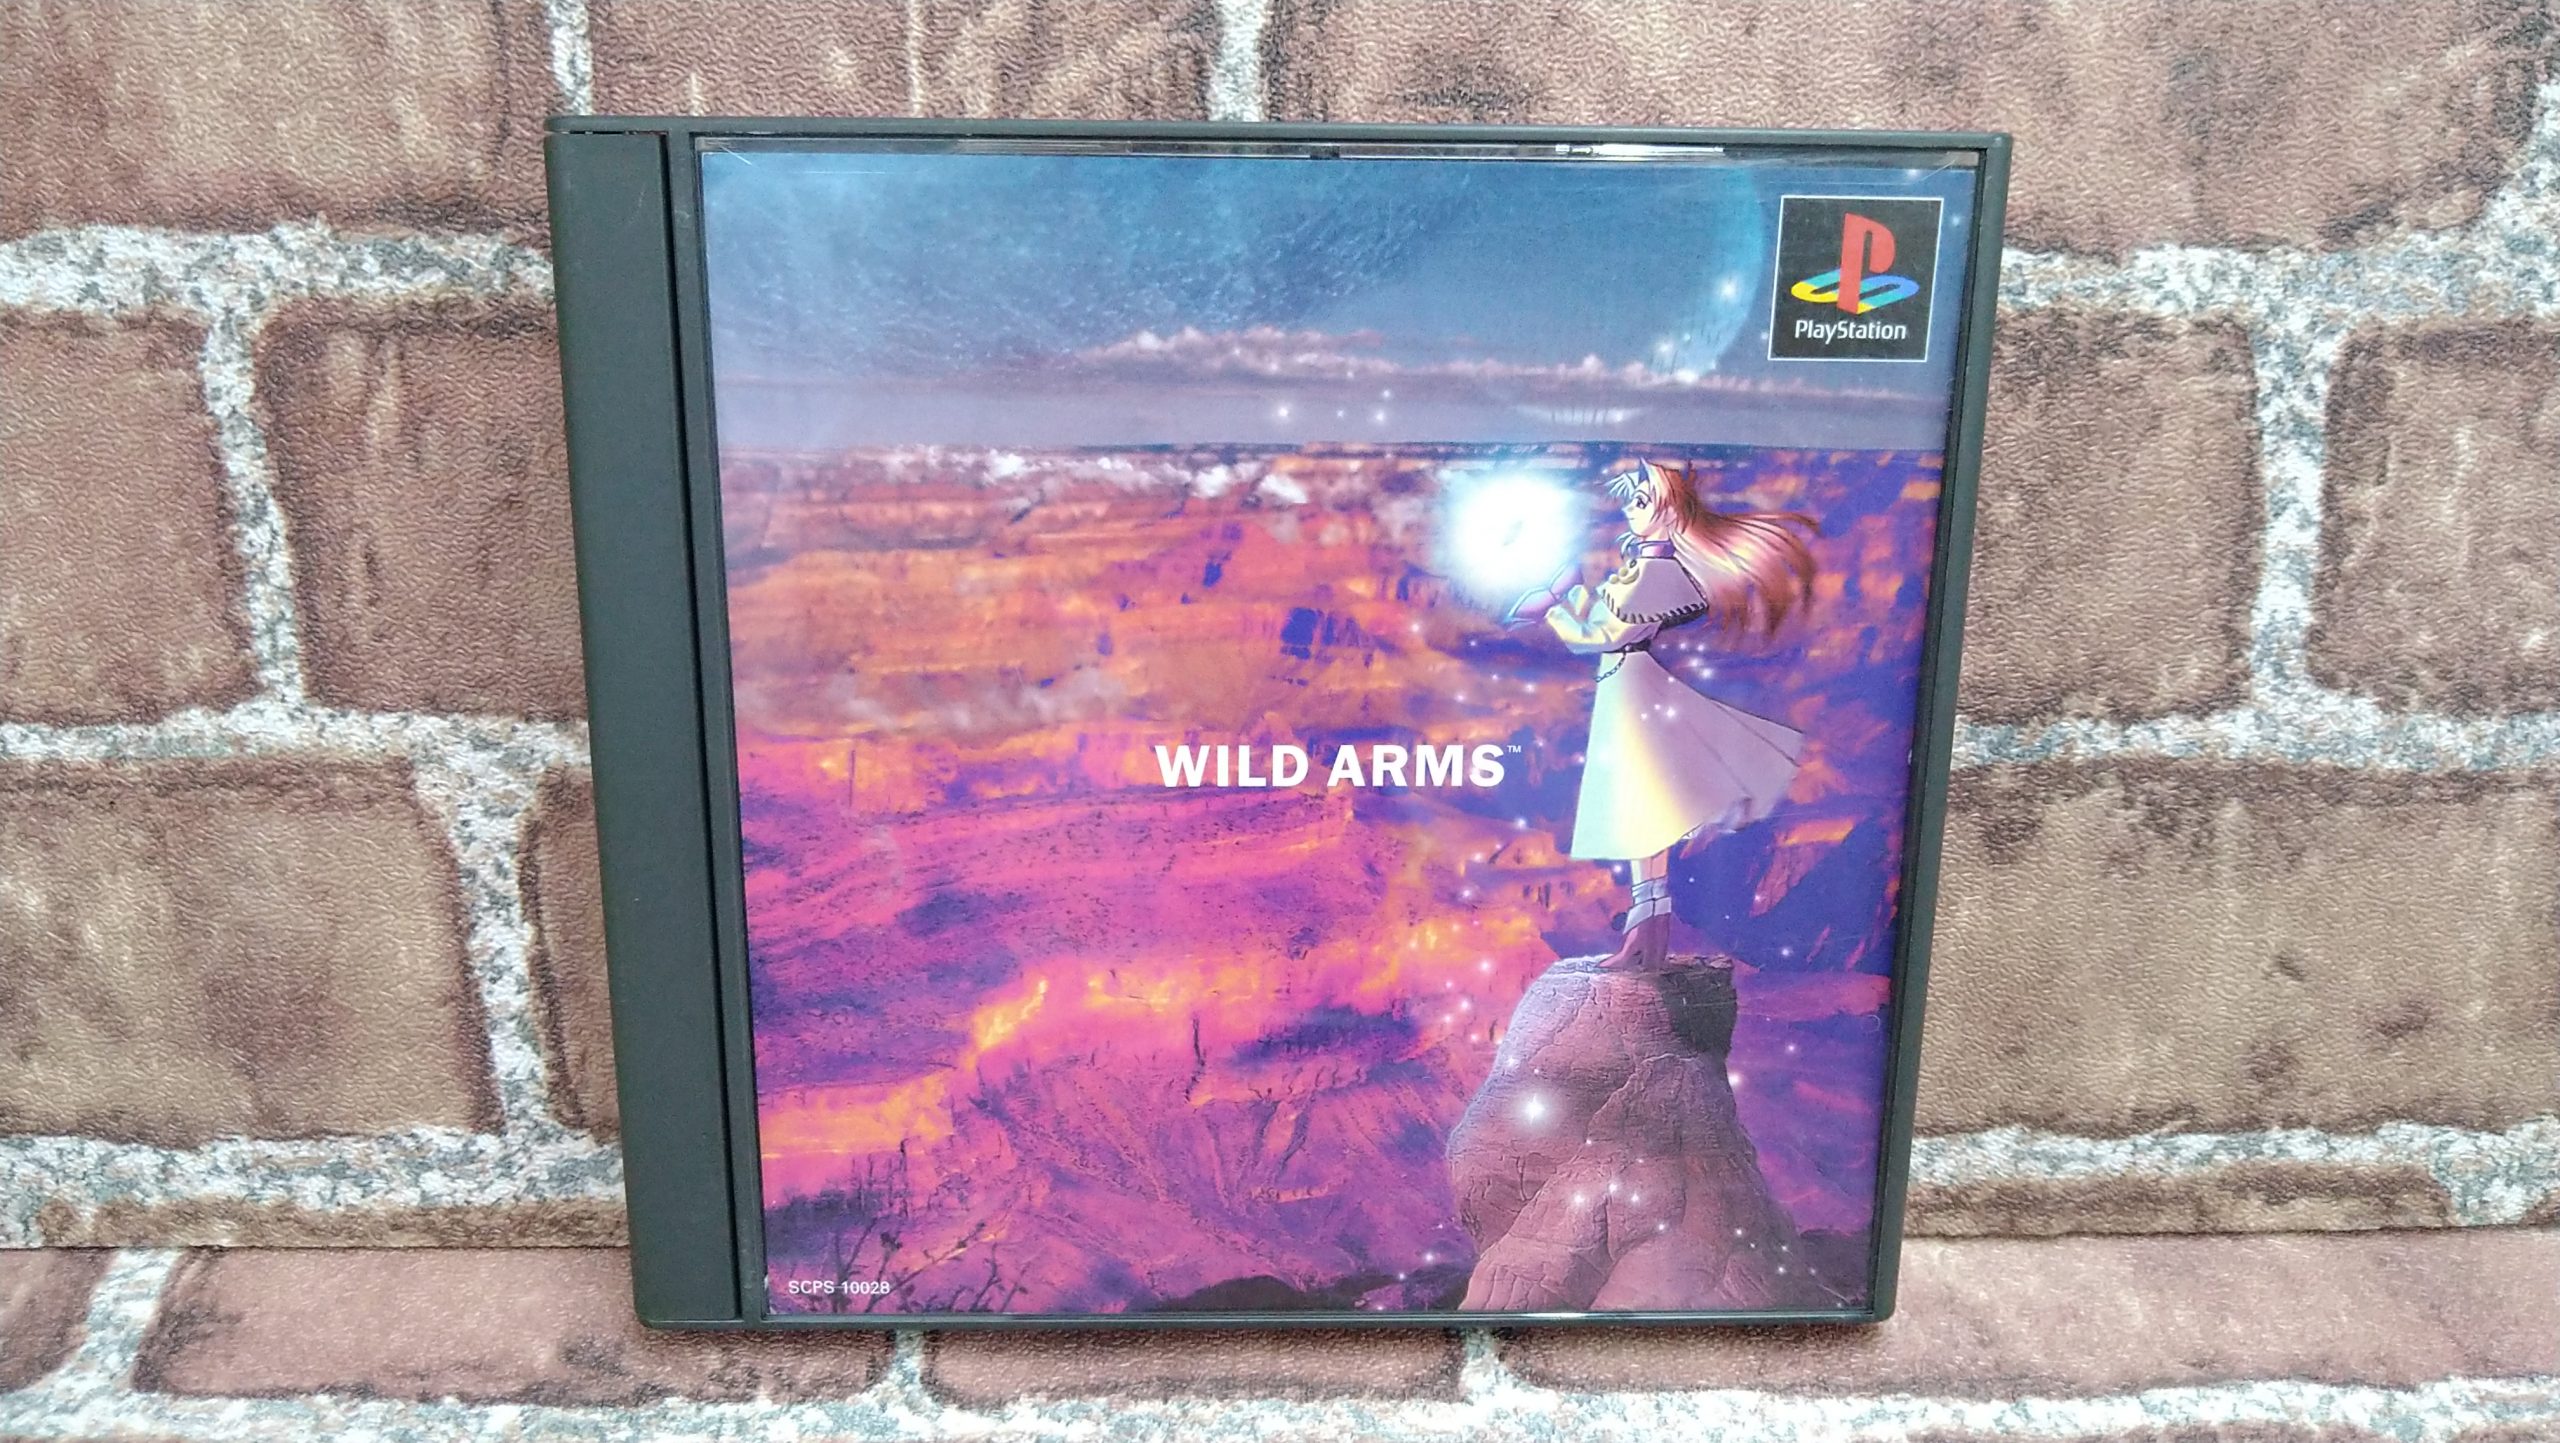 PlayStation
WILD ARMS™
SCPS 10028